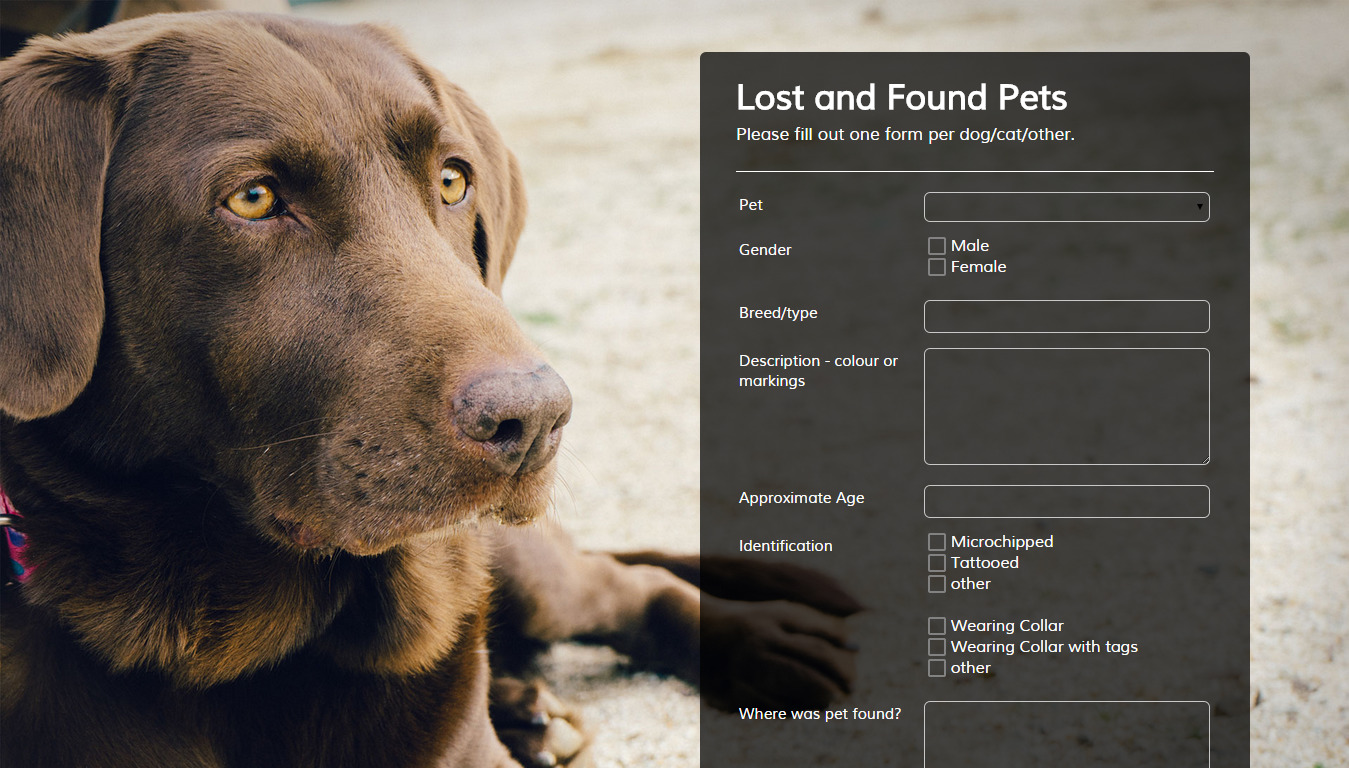 Lost and Found Pets
Please fill out one form per dog/cat/other.
Pet
Gender
Male
Female
Breed/type
Description - colour or
markings
Approximate Age
Identification
Microchipped
Tattooed
other
Wearing Collar
Wearing Collar with tags
other
Where was pet found?